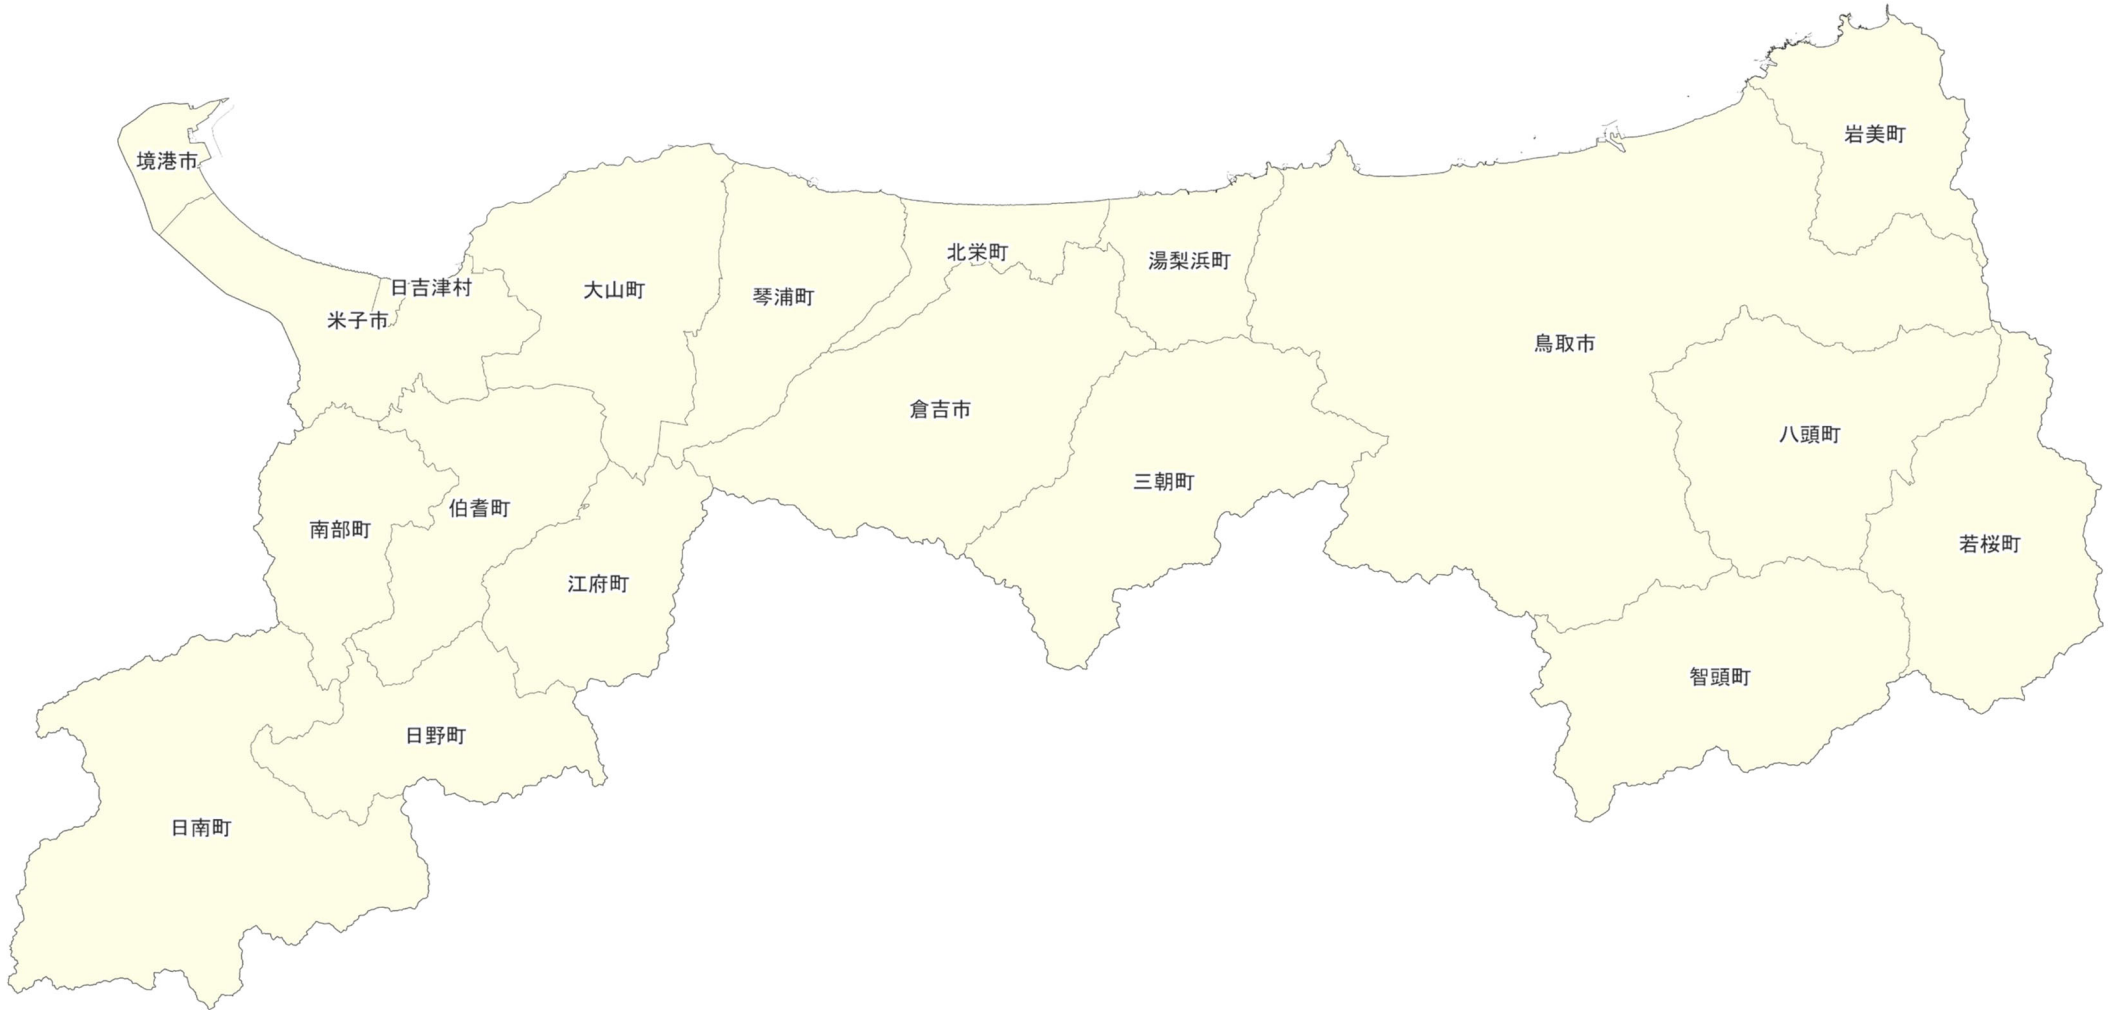 岩美町
境港市
北栄町
湯梨浜町
日吉津村
大山町
琴浦町
米子市
鳥取市
倉吉市
八頭町
三朝町
伯耆町
南部町
若桜町
江府町
智頭町
日野町
日南町